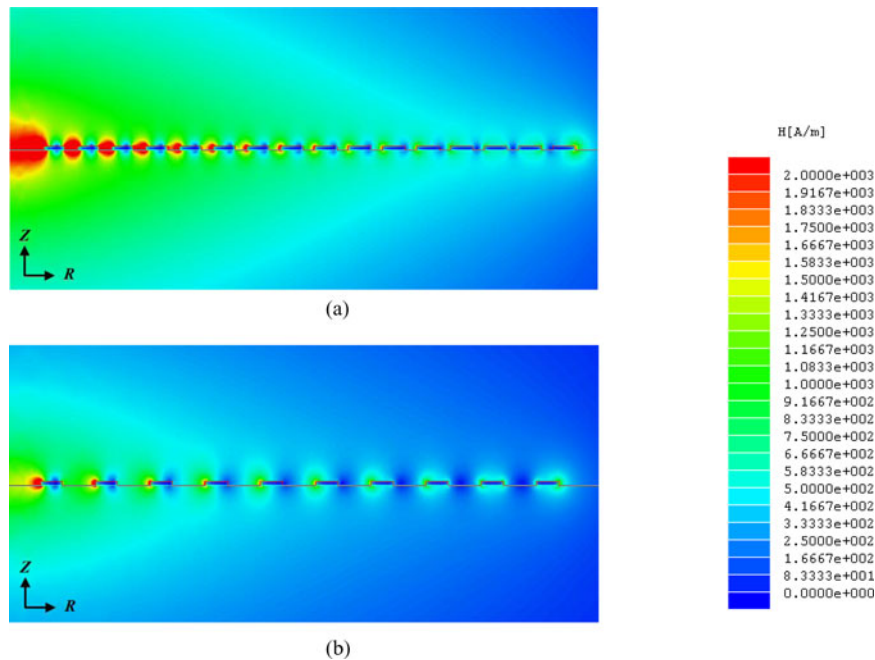 Z
R
(a)
Z
R
(b)
H[A/m]
2.0000e+003
1.9167e+003
1.8333e+003
1.7500e+003
1.6667e+003
1.5833e+003
1.5000e+003
1.4167e+003
1.3333e+003
1.2500e+003
1.1667e+003
1.0833e+003
1.0000e+003
9.1667e+002
8.3333e+002
7.5000e+002
6.6667e+002
5.8333e+002
5.0000e+002
4.1667e+002
3.3333e+002
2.5000e+002
1.6667e+002
8.3333e+001
0.0000e+000